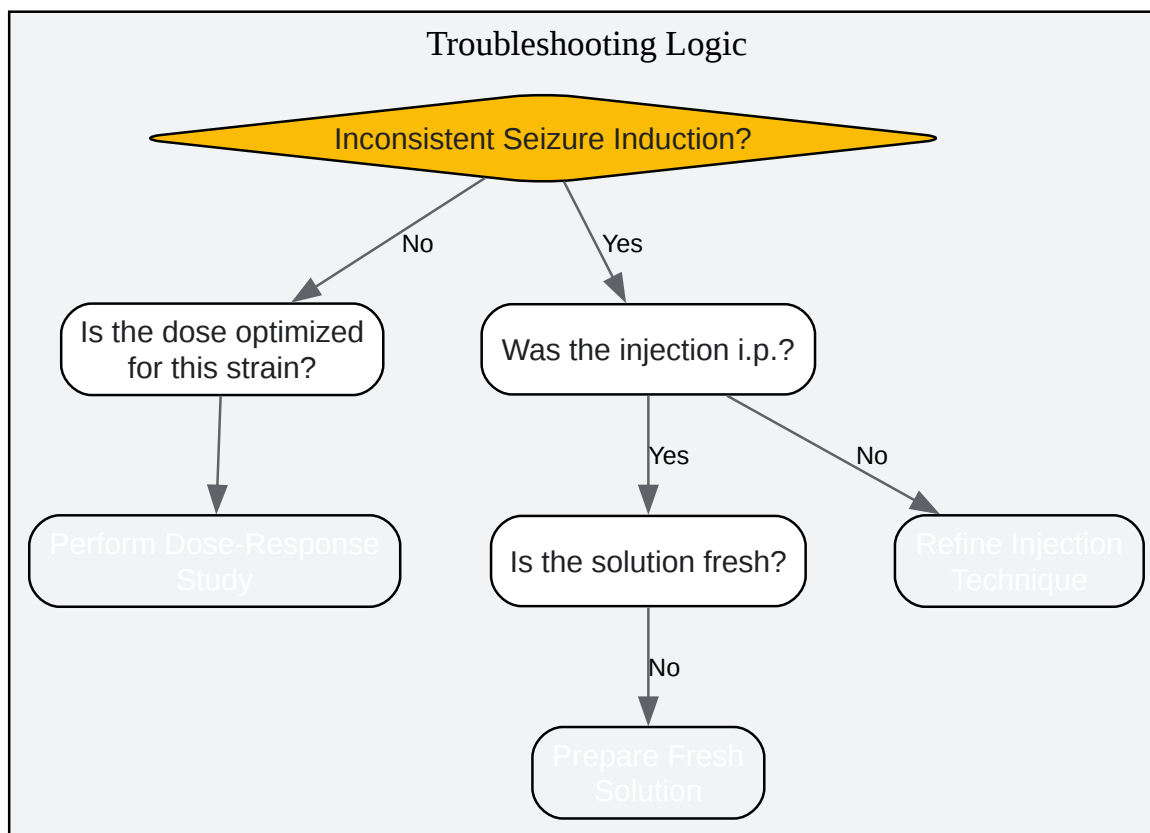 Troubleshooting Logic
Inconsistent Seizure Induction?
No
Yes
Is the dose optimized
for this strain?
Was the injection i.p.?
Yes
No
Perform Dose-Response
Study
Is the solution fresh?
Refine Injection
Technique
No
Prepare Fresh
Solution